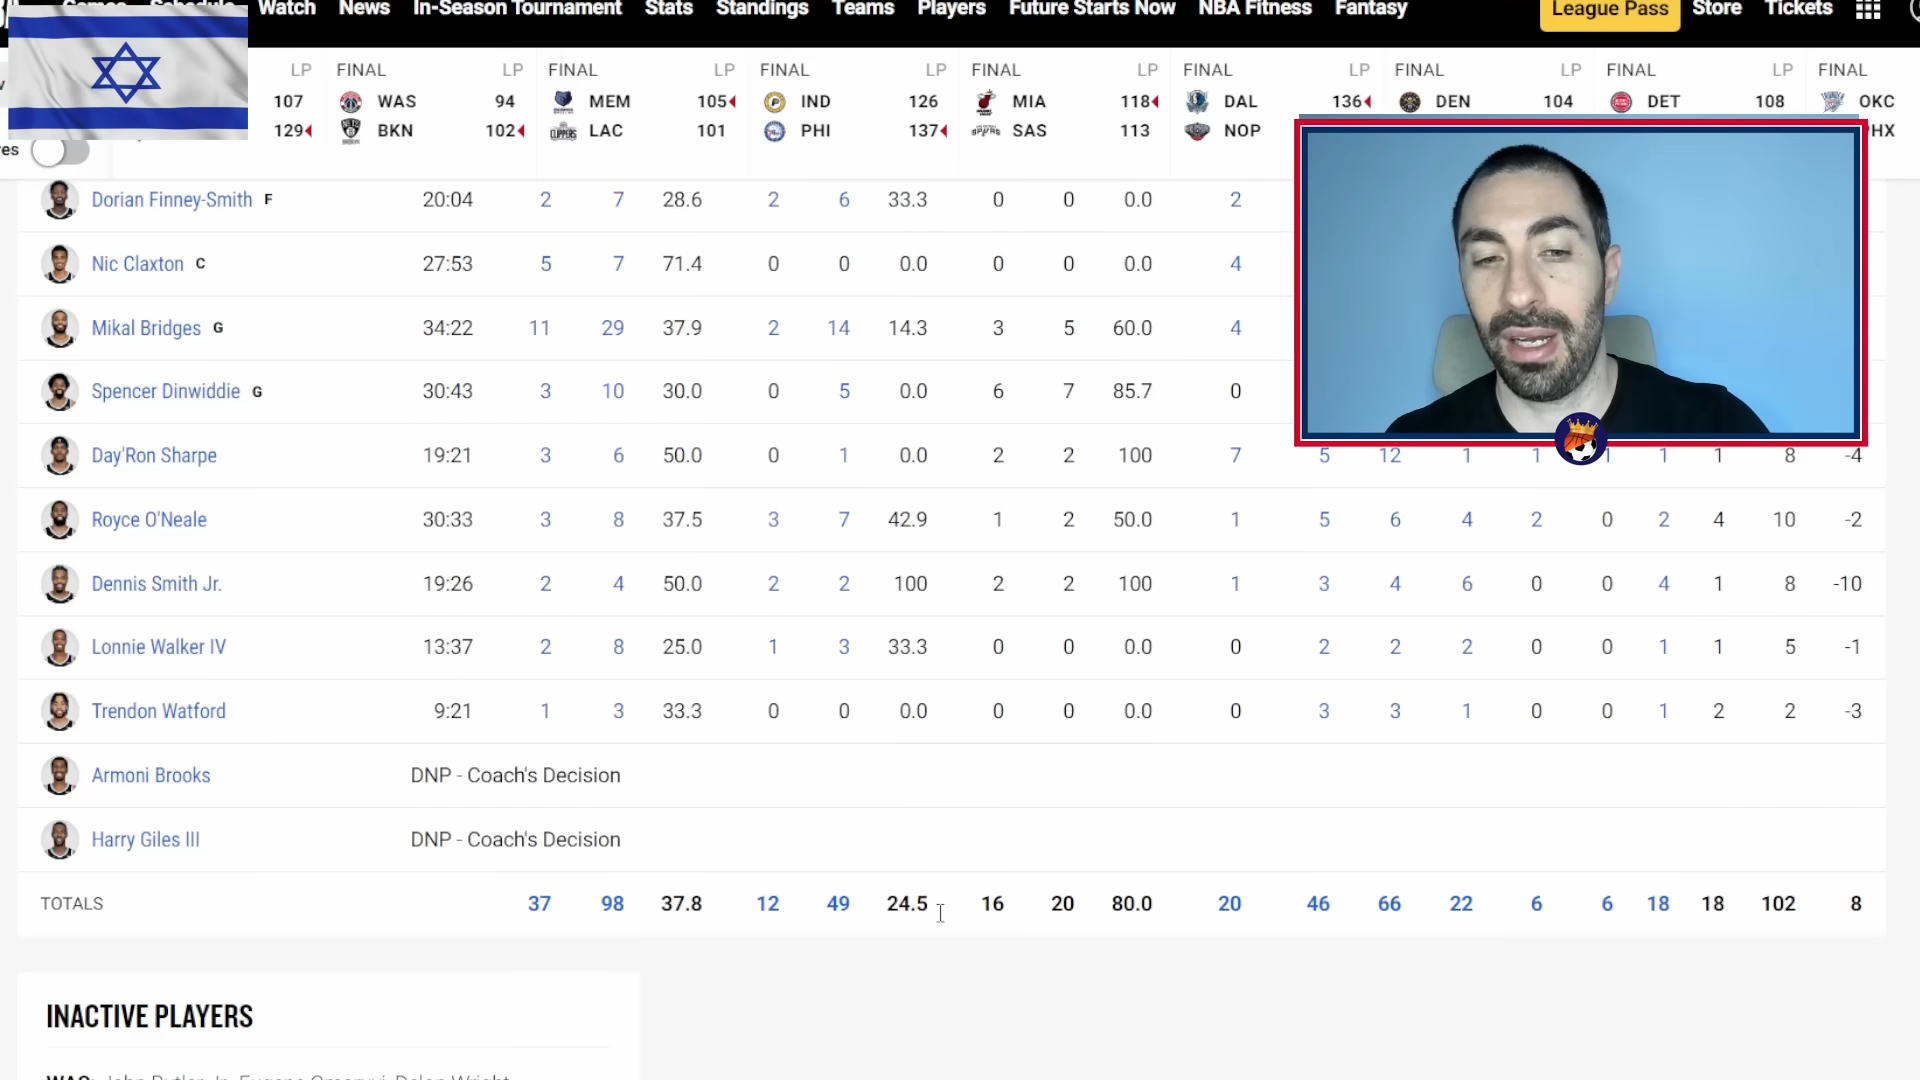 Games Schedule Watch News In-Season Tournament Stats Standings Teams Players Future Starts Now NBA Fitness Fantasy League Pass Store Tickets
LP FINAL LP FINAL LP FINAL LP FINAL LP FINAL LP FINAL LP FINAL LP FINAL
107 WAS 94 MEM 105 IND 126 MIA 118 DAL 136 DEN 104 DET 108 OKC
129 BKN 102 LAC 101 PHI 137 SAS 113 NOP PHX
Dorian Finney-Smith F 20:04 2 7 28.6 2 6 33.3 0 0 0.0 2
Nic Claxton C 27:53 5 7 71.4 0 0 0.0 0 0 0.0 4
Mikal Bridges G 34:22 11 29 37.9 2 14 14.3 3 5 60.0 4
Spencer Dinwiddie G 30:43 3 10 30.0 0 5 0.0 6 7 85.7 0
Day'Ron Sharpe 19:21 3 6 50.0 0 1 0.0 2 2 100 7 5 12 1 1 1 1 1 8 -4
Royce O'Neale 30:33 3 8 37.5 3 7 42.9 1 2 50.0 1 5 6 4 2 0 2 4 10 -2
Dennis Smith Jr. 19:26 2 4 50.0 2 2 100 2 2 100 1 3 4 6 0 0 4 1 8 -10
Lonnie Walker IV 13:37 2 8 25.0 1 3 33.3 0 0 0.0 0 2 2 2 0 0 1 1 5 -1
Trendon Watford 9:21 1 3 33.3 0 0 0.0 0 0 0.0 0 3 3 1 0 0 1 2 2 -3
Armoni Brooks DNP - Coach's Decision
Harry Giles III DNP - Coach's Decision
TOTALS 37 98 37.8 12 49 24.5 16 20 80.0 20 46 66 22 6 6 18 18 102 8
INACTIVE PLAYERS